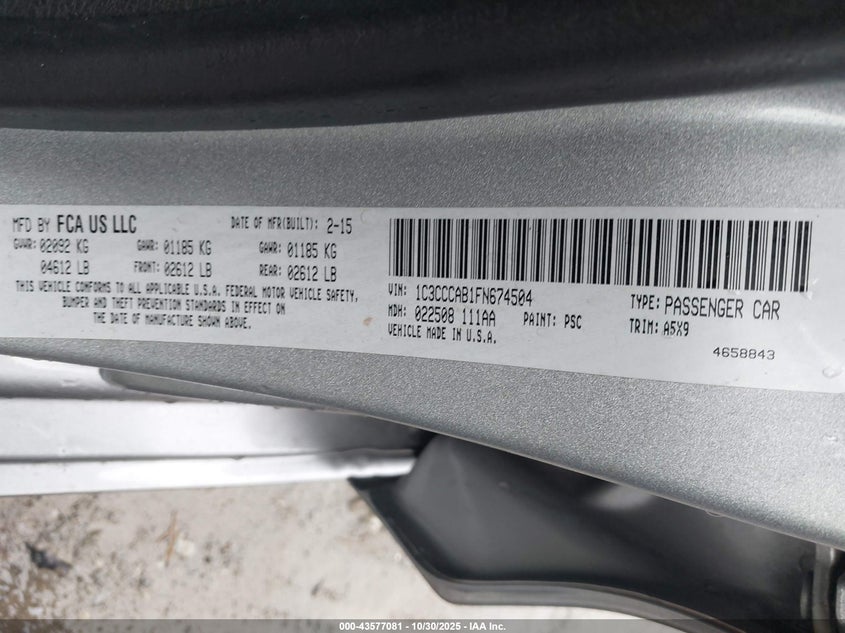 MFD BY FCA US LLC DATE OF MFR(BUILT): 2-15
GVWR: 02092 KG GAWR: 01185 KG GAWR: 01185 KG
04612 LB FRONT: 02612 LB REAR: 02612 LB
THIS VEHICLE CONFORMS TO ALL APPLICABLE U.S.A. FEDERAL MOTOR VEHICLE SAFETY,
BUMPER AND THEFT PREVENTION STANDARDS IN EFFECT ON
THE DATE OF MANUFACTURE SHOWN ABOVE.
VIN: 1C3CCCAB1FN674504 TYPE: PASSENGER CAR
MDH: 022508 111AA PAINT: PSC TRIM: A5X9
VEHICLE MADE IN U.S.A.
4658843
000-43577081 - 10/30/2025 - IAA Inc.